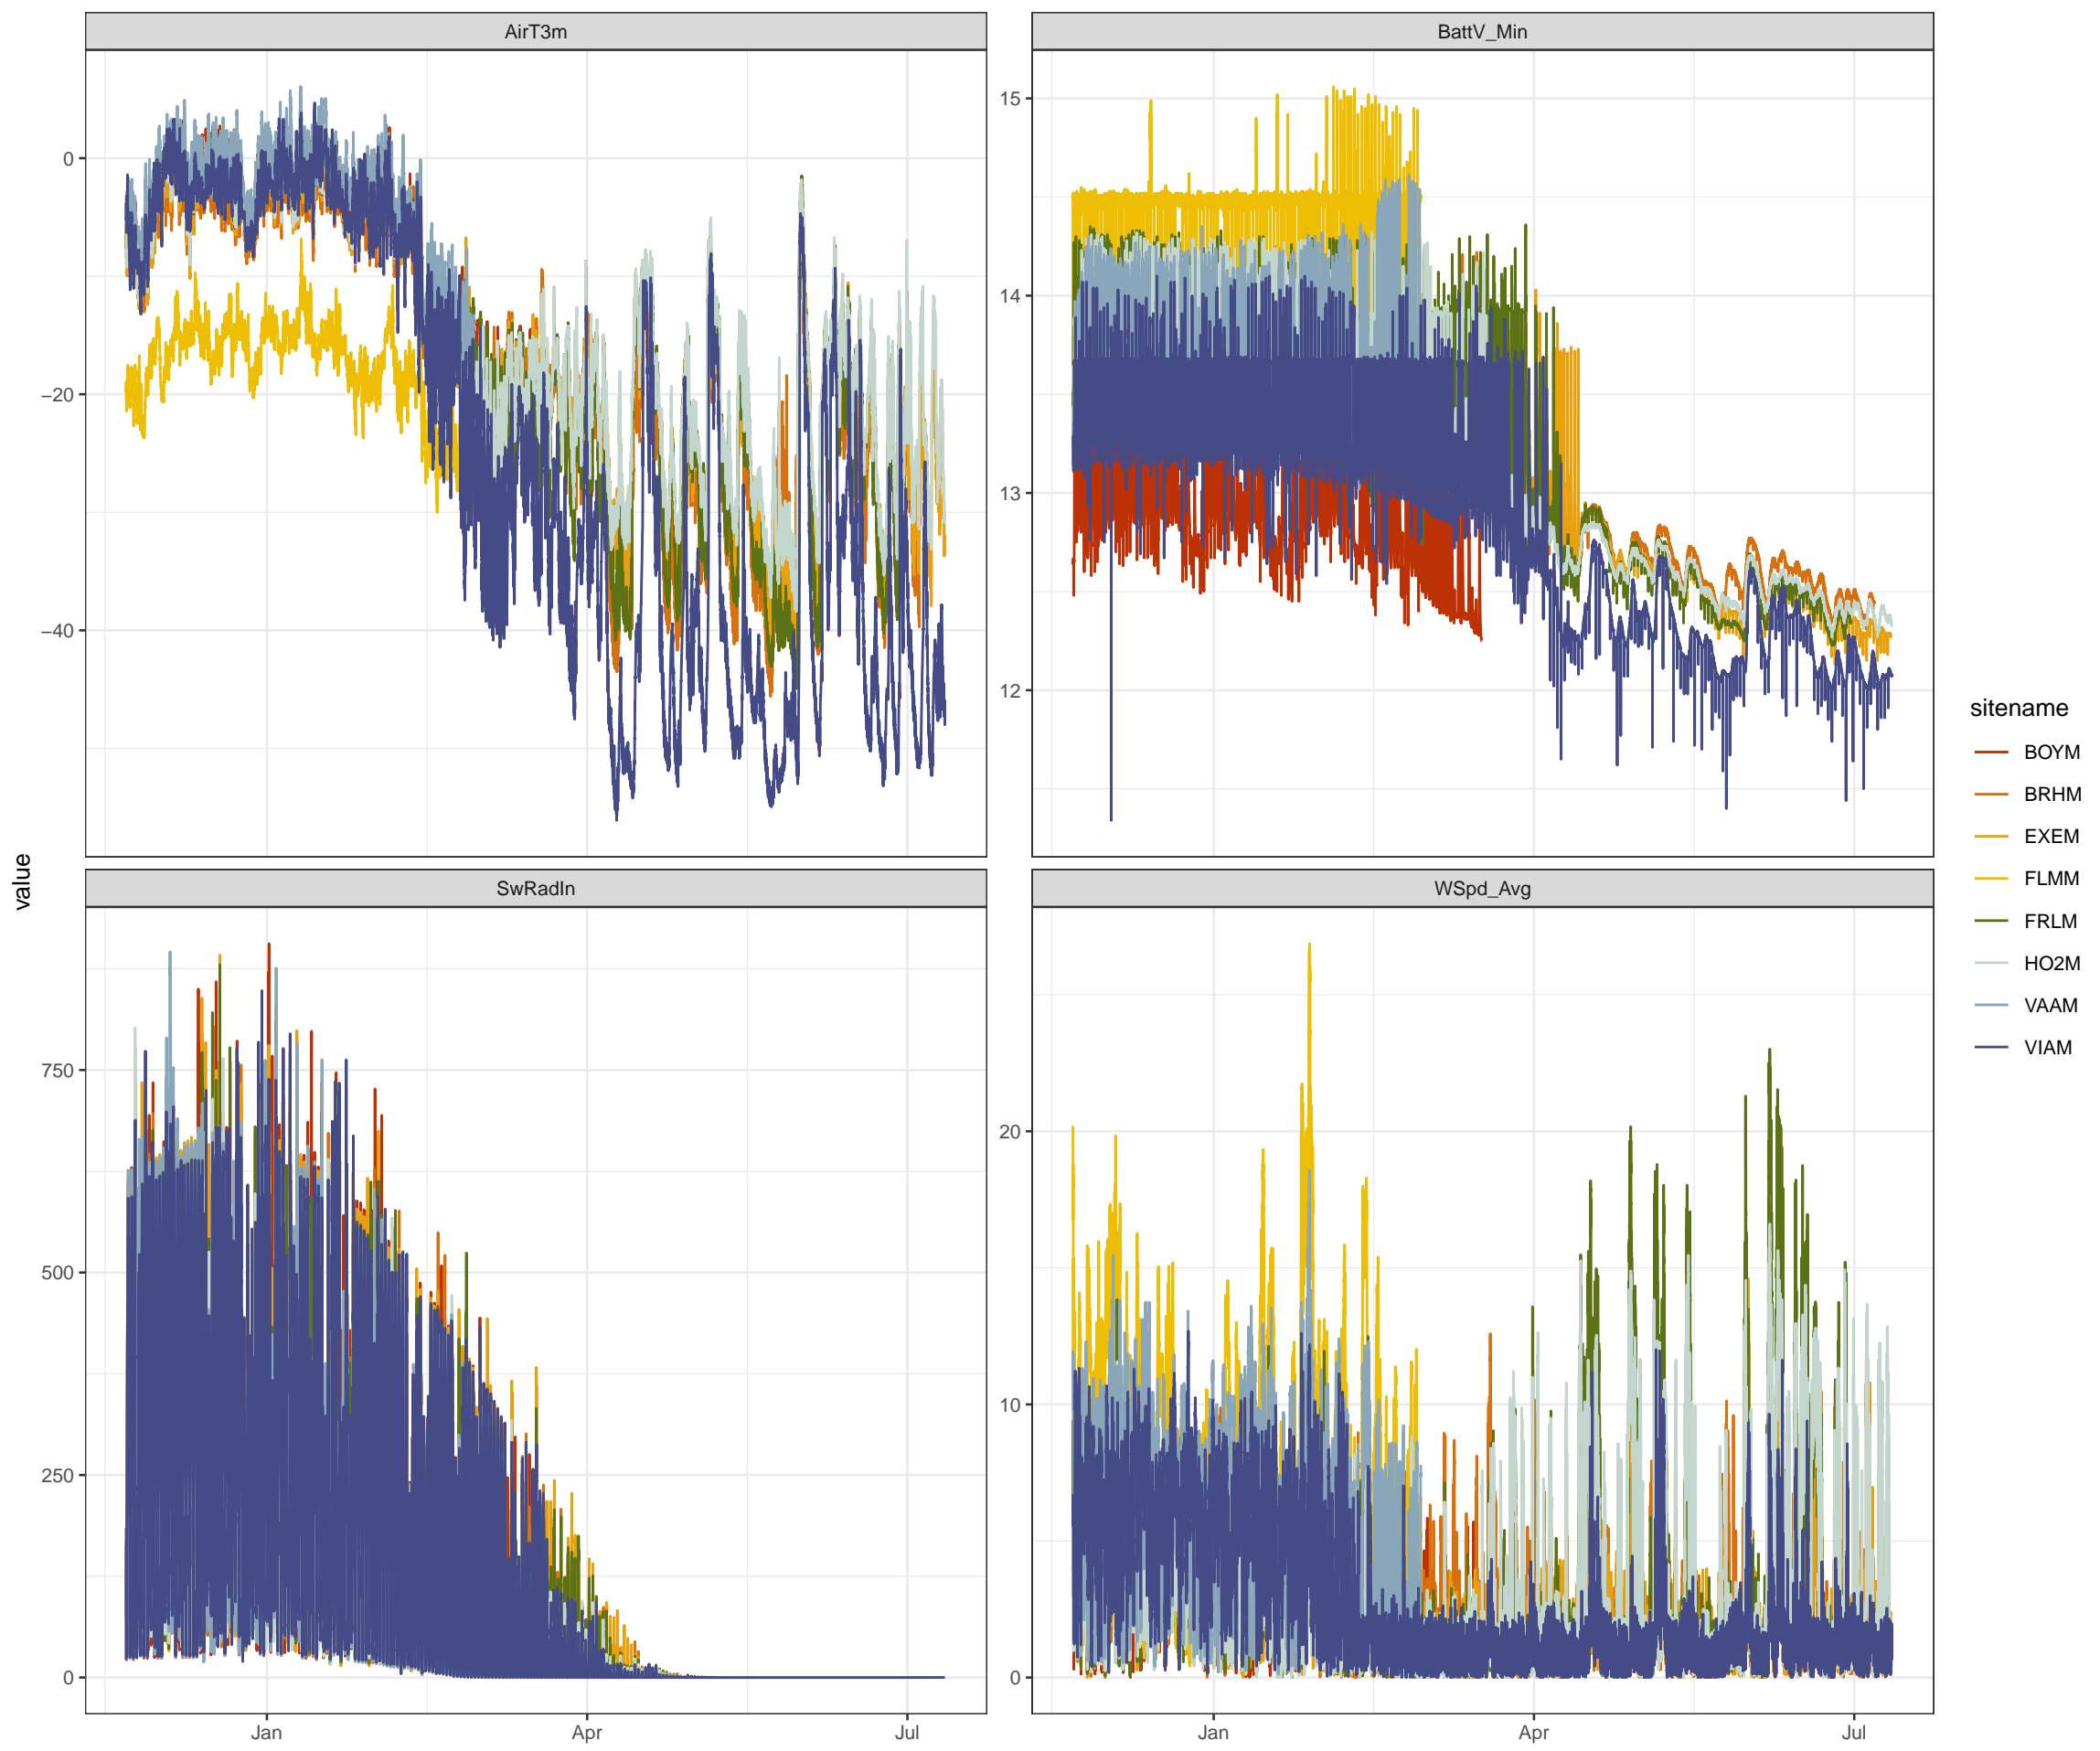 AirT3m
BattV_Min
0
−20
−40
15
14
13
12
value
SwRadIn
WSpd_Avg
750
500
250
0
20
10
0
Jan
Apr
Jul
Jan
Apr
Jul
sitename
BOYM
BRHM
EXEM
FLMM
FRLM
HO2M
VAAM
VIAM